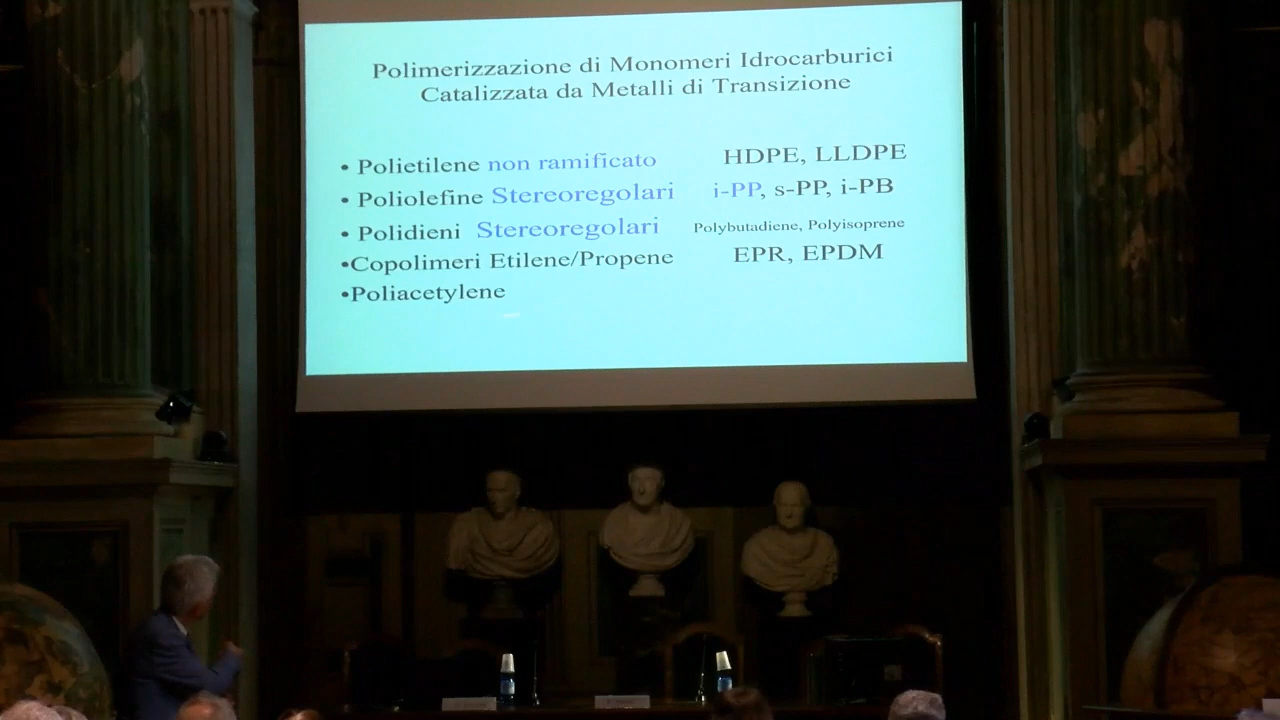 Polimerizzazione di Monomeri Idrocarburici
Catalizzata da Metalli di Transizione
• Polietilene non ramificato HDPE, LLDPE
• Poliolefine Stereoregolari i-PP, s-PP, i-PB
• Polidieni Stereoregolari Polybutadiene, Polyisoprene
•Copolimeri Etilene/Propene EPR, EPDM
•Poliacetylene